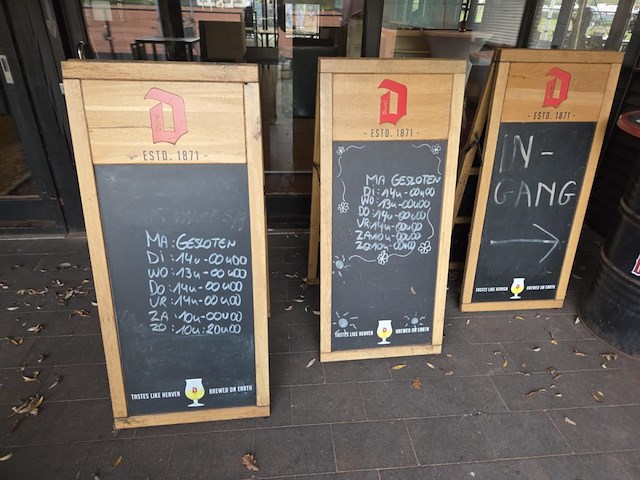 ESTD. 1871
MA: GESLOTEN
DI : 14u-00u00
WO : 13u-00u00
DO : 14u-00u00
VR : 14u-00u00
ZA : 10u-00u00
ZO : 10u-20u00
TASTES LIKE HEAVEN BREWED ON EARTH
ESTD. 1871
MA GESLOTEN
DI: 14u-00u00
WO 13u-00u00
DO: 14u-00u00
VR: 14u-00u00
ZA: 10u-00u00
ZO: 10u-00u00
TASTES LIKE HEAVEN BREWED ON EARTH
ESTD. 1871
IN-
GANG
TASTES LIKE HEAVEN BREWED ON EARTH